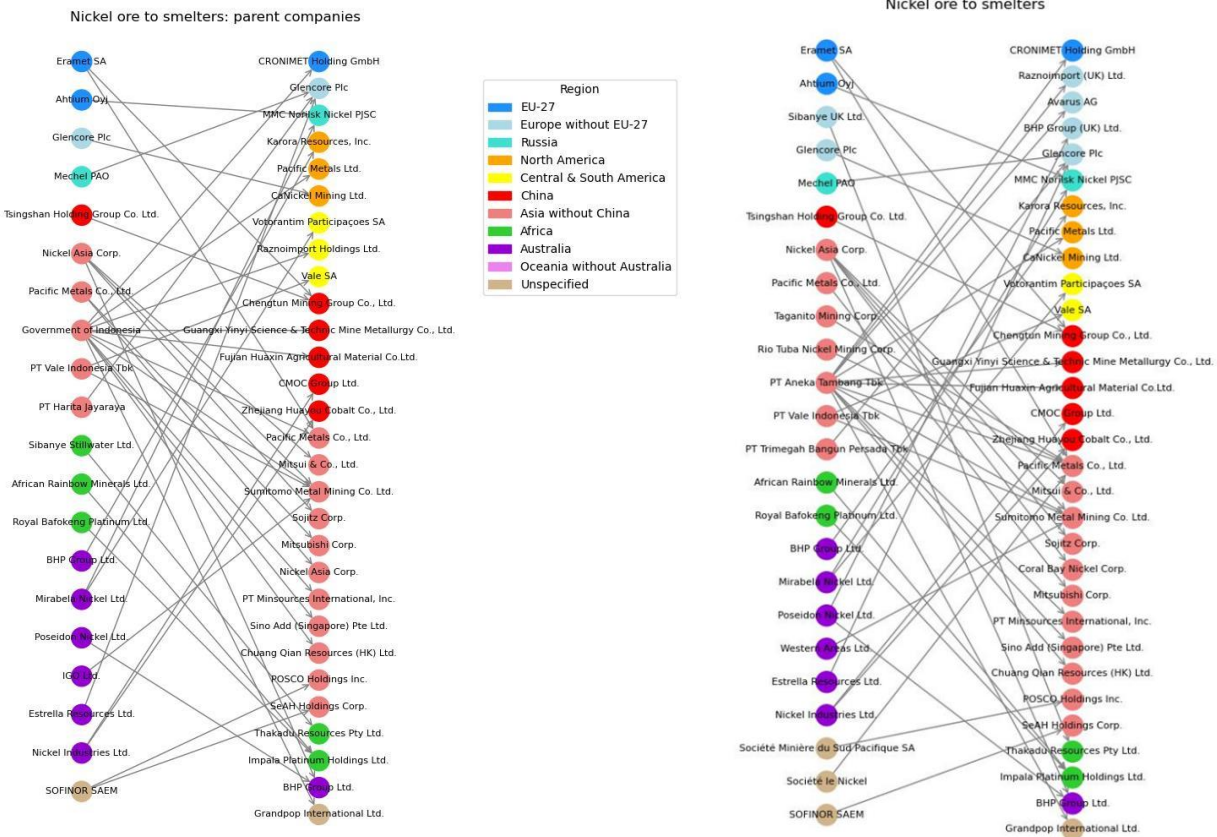 Nickel ore to smelters: parent companies
Eramet SA
Ahtium Oyj
Glencore Plc
Mechel PAO
Tsingshan Holding Group Co. Ltd.
Nickel Asia Corp.
Pacific Metals Co., Ltd.
Government of Indonesia
PT Vale Indonesia Tbk
PT Harita Jayaraya
Sibanye Stillwater Ltd.
African Rainbow Minerals Ltd.
Royal Bafokeng Platinum Ltd.
BHP Group Ltd.
Mirabela Nickel Ltd.
Poseidon Nickel Ltd.
IGO Ltd.
Estrella Resources Ltd.
Nickel Industries Ltd.
SOFINOR SAEM
CRONIMET Holding GmbH
Glencore Plc
MMC Norilsk Nickel PJSC
Karora Resources, Inc.
Pacific Metals Ltd.
CaNickel Mining Ltd.
Votorantim Participaçoes SA
Raznoimport Holdings Ltd.
Vale SA
Chengtun Mining Group Co., Ltd.
Guangxi Yinyi Science & Technic Mine Metallurgy Co., Ltd.
Fujian Huaxin Agricultural Material Co.Ltd.
CMOC Group Ltd.
Zhejiang Huayou Cobalt Co., Ltd.
Pacific Metals Co., Ltd.
Mitsui & Co., Ltd.
Sumitomo Metal Mining Co. Ltd.
Sojitz Corp.
Mitsubishi Corp.
Nickel Asia Corp.
PT Minsources International, Inc.
Sino Add (Singapore) Pte Ltd.
Chuang Qian Resources (HK) Ltd.
POSCO Holdings Inc.
SeAH Holdings Corp.
Thakadu Resources Pty Ltd.
Impala Platinum Holdings Ltd.
BHP Group Ltd.
Grandpop International Ltd.
Region
EU-27
Europe without EU-27
Russia
North America
Central & South America
China
Asia without China
Africa
Australia
Oceania without Australia
Unspecified
Nickel ore to smelters
Eramet SA
Ahtium Oyj
Sibanye UK Ltd.
Glencore Plc
Mechel PAO
Tsingshan Holding Group Co. Ltd.
Nickel Asia Corp.
Pacific Metals Co., Ltd.
Taganito Mining Corp.
Rio Tuba Nickel Mining Corp.
PT Aneka Tambang Tbk
PT Vale Indonesia Tbk
PT Trimegah Bangun Persada Tbk
African Rainbow Minerals Ltd.
Royal Bafokeng Platinum Ltd.
BHP Group Ltd.
Mirabela Nickel Ltd.
Poseidon Nickel Ltd.
Western Areas Ltd.
Estrella Resources Ltd.
Nickel Industries Ltd.
Société Minière du Sud Pacifique SA
Société le Nickel
SOFINOR SAEM
CRONIMET Holding GmbH
Raznoimport (UK) Ltd.
Avarus AG
BHP Group (UK) Ltd.
Glencore Plc
MMC Norilsk Nickel PJSC
Karora Resources, Inc.
Pacific Metals Ltd.
CaNickel Mining Ltd.
Votorantim Participaçoes SA
Vale SA
Chengtun Mining Group Co., Ltd.
Guangxi Yinyi Science & Technic Mine Metallurgy Co., Ltd.
Fujian Huaxin Agricultural Material Co.Ltd.
CMOC Group Ltd.
Zhejiang Huayou Cobalt Co., Ltd.
Pacific Metals Co., Ltd.
Mitsui & Co., Ltd.
Sumitomo Metal Mining Co. Ltd.
Sojitz Corp.
Coral Bay Nickel Corp.
Mitsubishi Corp.
PT Minsources International, Inc.
Sino Add (Singapore) Pte Ltd.
Chuang Qian Resources (HK) Ltd.
POSCO Holdings Inc.
SeAH Holdings Corp.
Thakadu Resources Pty Ltd.
Impala Platinum Holdings Ltd.
BHP Group Ltd.
Grandpop International Ltd.